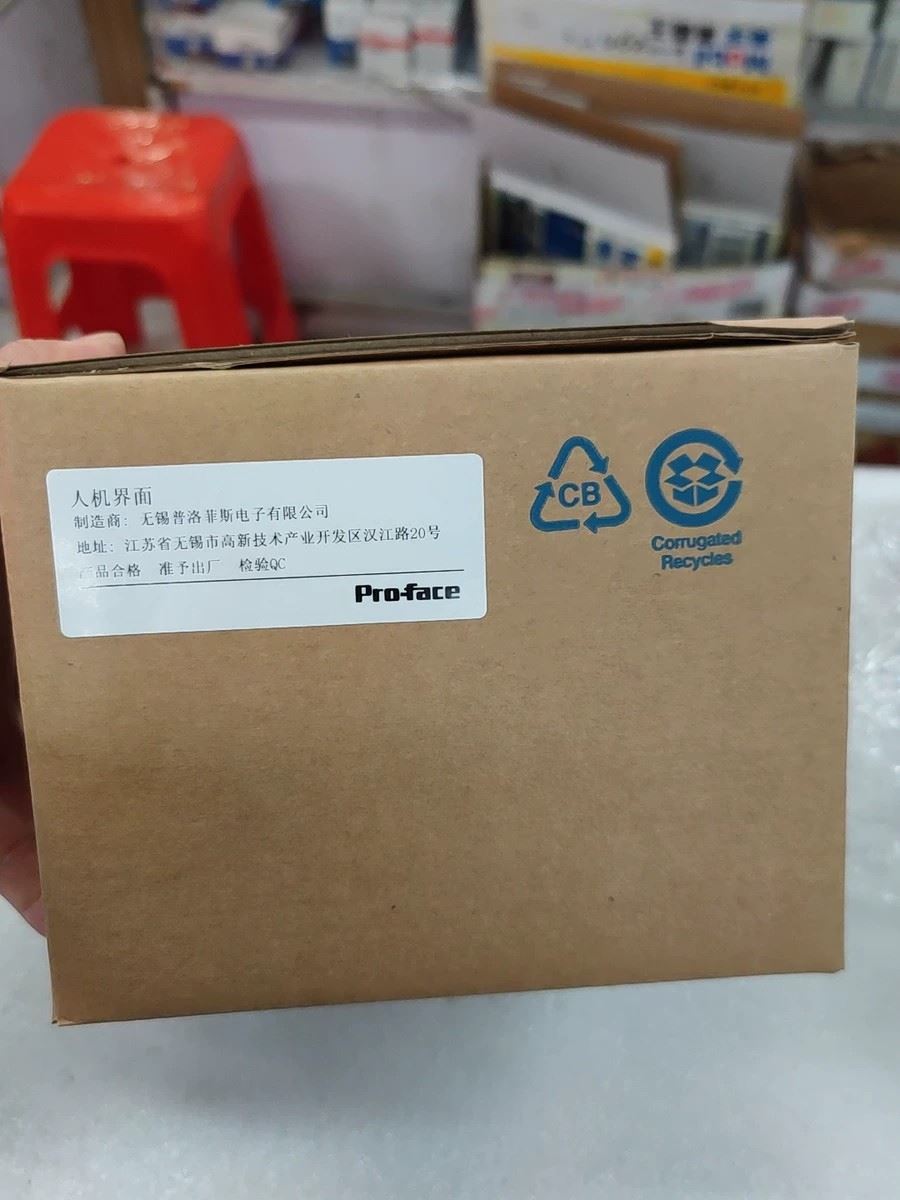 人机界面
制造商: 无锡普洛菲斯电子有限公司
地址: 江苏省无锡市高新技术产业开发区汉江路20号
产品合格 准予出厂 检验QC
Pro-face
CB
Corrugated
Recycles